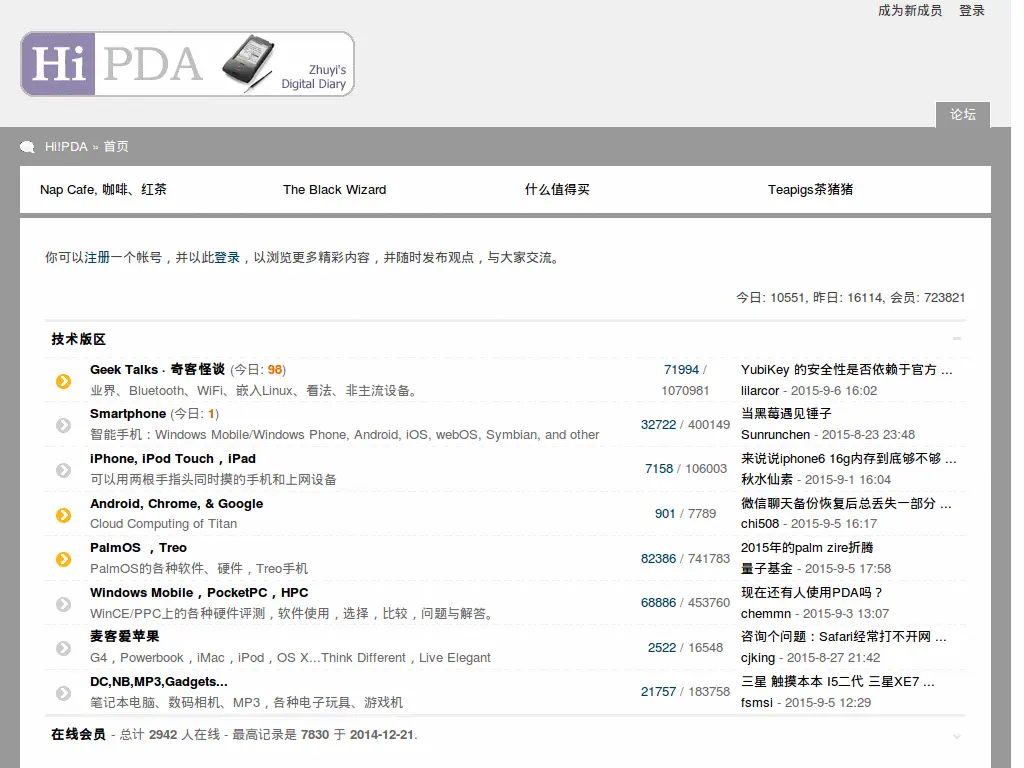 成为新成员 登录
Hi PDA Zhuyi's
Digital Diary
论坛
Hi!PDA » 首页
Nap Cafe, 咖啡、红茶 The Black Wizard 什么值得买 Teapigs茶猪猪
你可以注册一个帐号，并以此登录，以浏览更多精彩内容，并随时发布观点，与大家交流。
今日: 10551, 昨日: 16114, 会员: 723821
技术版区
Geek Talks · 奇客怪谈 (今日: 98) 71994 / YubiKey 的安全性是否依赖于官方 ...
业界、Bluetooth、WiFi、嵌入Linux、看法、非主流设备。 1070981 lilarcor - 2015-9-6 16:02
Smartphone (今日: 1) 当黑莓遇见锤子
32722 / 400149
智能手机：Windows Mobile/Windows Phone, Android, iOS, webOS, Symbian, and other Sunrunchen - 2015-8-23 23:48
iPhone, iPod Touch，iPad 来说说iphone6 16g内存到底够不够 ...
7158 / 106003
可以用两根手指头同时摸的手机和上网设备 秋水仙素 - 2015-9-1 16:04
Android, Chrome, & Google 微信聊天备份恢复后总丢失一部分 ...
901 / 7789
Cloud Computing of Titan chi508 - 2015-9-5 16:17
PalmOS ，Treo 2015年的palm zire折腾
82386 / 741783
PalmOS的各种软件、硬件，Treo手机 量子基金 - 2015-9-5 17:58
Windows Mobile，PocketPC，HPC 现在还有人使用PDA吗？
68886 / 453760
WinCE/PPC上的各种硬件评测，软件使用，选择，比较，问题与解答。 chemmn - 2015-9-3 13:07
麦客爱苹果 咨询个问题：Safari经常打不开网 ...
2522 / 16548
G4，Powerbook，iMac，iPod，OS X...Think Different，Live Elegant cjking - 2015-8-27 21:42
DC,NB,MP3,Gadgets... 三星 触摸本本 I5二代 三星XE7 ...
21757 / 183758
笔记本电脑、数码相机、MP3，各种电子玩具、游戏机 fsmsi - 2015-9-5 12:29
在线会员 - 总计 2942 人在线 - 最高记录是 7830 于 2014-12-21.